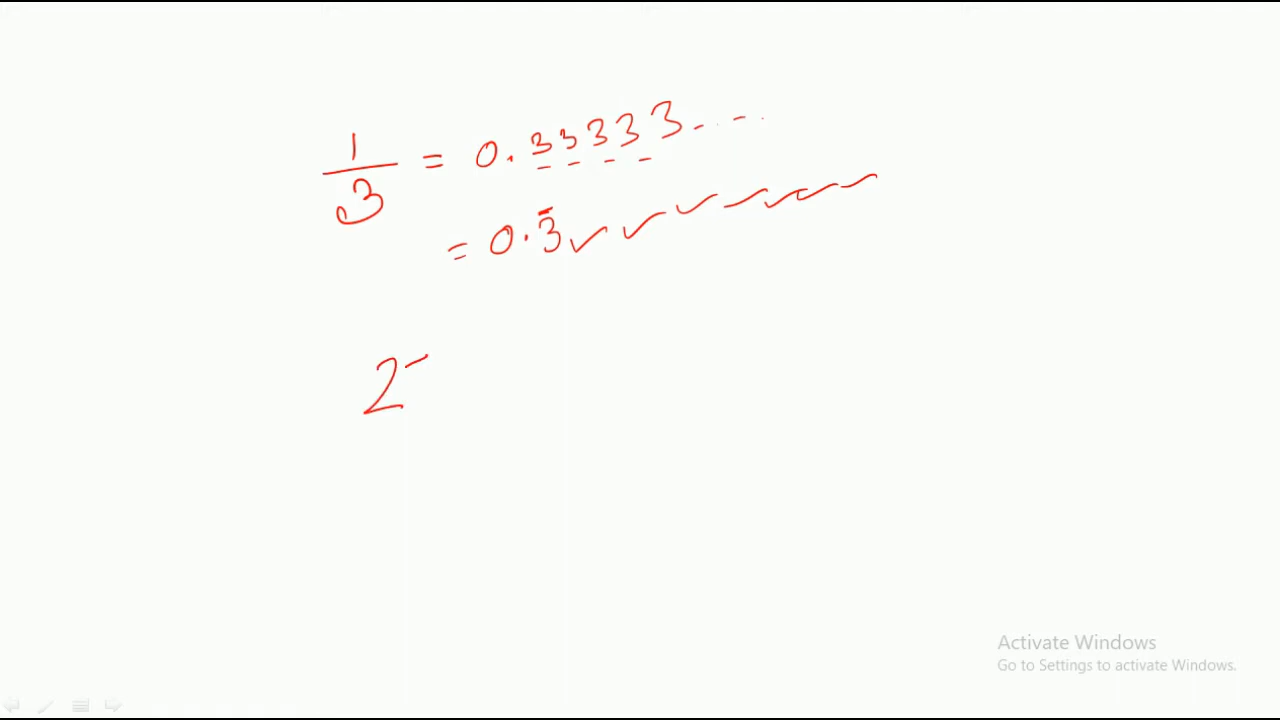 1/3 = 0.33333.....
= 0.3̅
2
Activate Windows
Go to Settings to activate Windows.